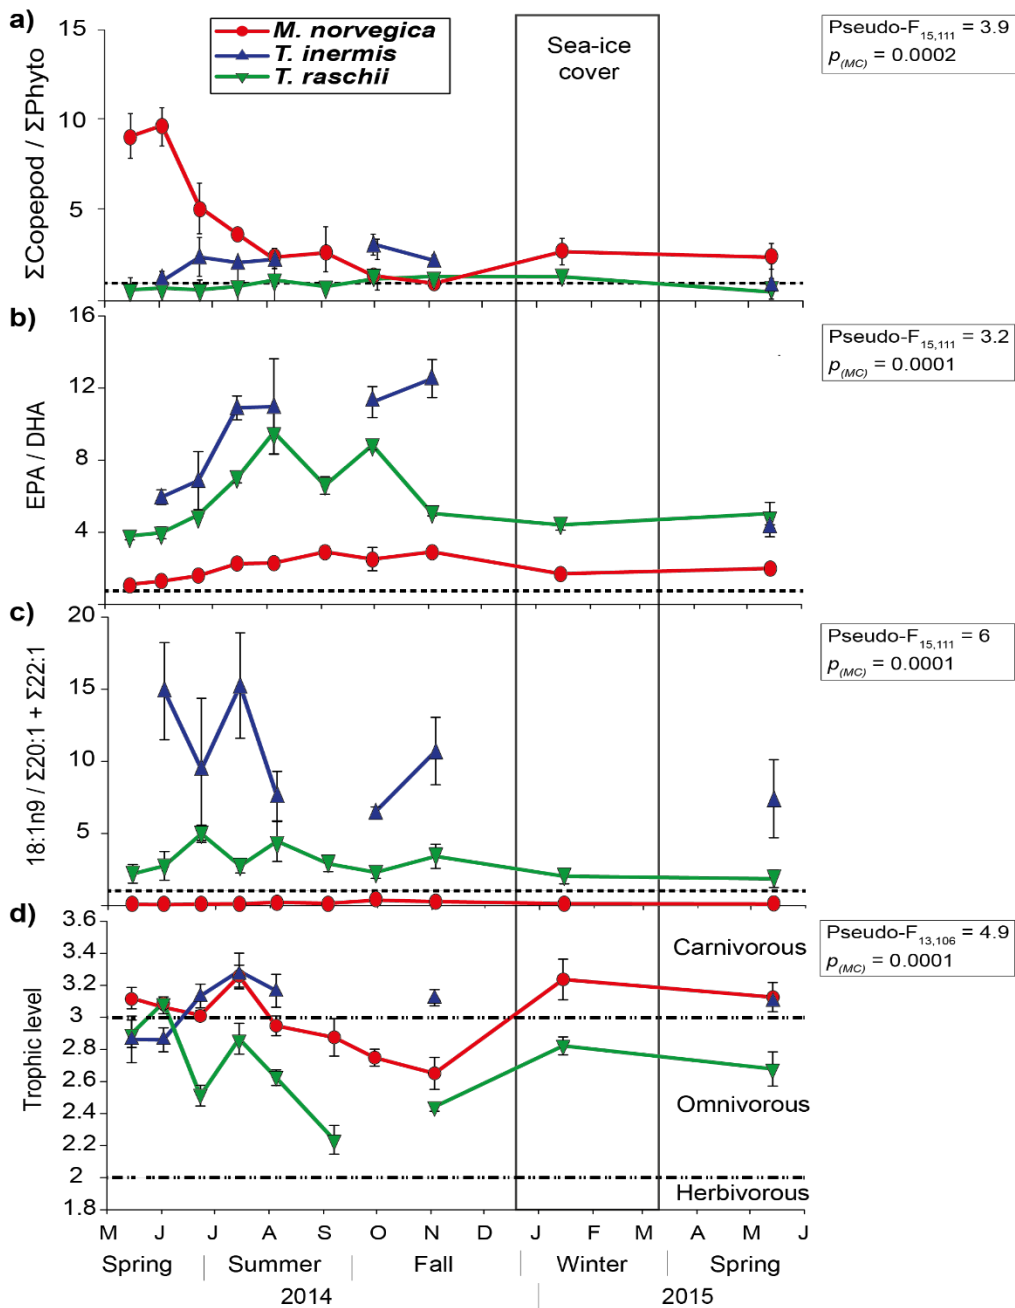 a)
15
10
5
ΣCopepod / ΣPhyto
M. norvegica
T. inermis
T. raschii
Sea-ice
cover
Pseudo-F15,111 = 3.9
p(MC) = 0.0002
b)
16
12
8
4
EPA / DHA
Pseudo-F15,111 = 3.2
p(MC) = 0.0001
c)
20
15
10
5
18:1n9 / Σ20:1 + Σ22:1
Pseudo-F15,111 = 6
p(MC) = 0.0001
d)
3.6
3.4
3.2
3
2.8
2.6
2.4
2.2
2
1.8
Trophic level
Carnivorous
Omnivorous
Herbivorous
Pseudo-F13,106 = 4.9
p(MC) = 0.0001
M J J A S O N D J F M A M J
Spring Summer Fall Winter Spring
2014 2015